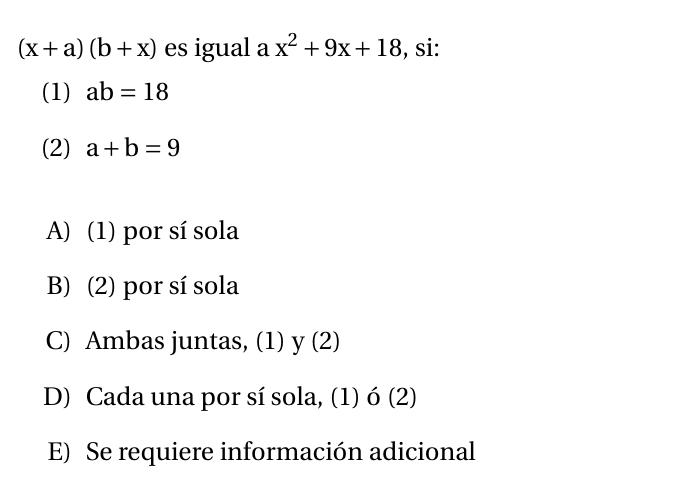 (x + a) (b + x) es igual a x² + 9x + 18, si:
(1) ab = 18
(2) a + b = 9
A) (1) por sí sola
B) (2) por sí sola
C) Ambas juntas, (1) y (2)
D) Cada una por sí sola, (1) ó (2)
E) Se requiere información adicional